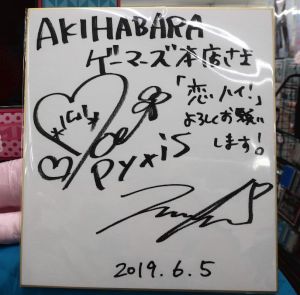 AKIHABARA
ゲーマーズ本店さま
「恋ハイ!」
よろしくお願い
します!
pyxis
2019.6.5